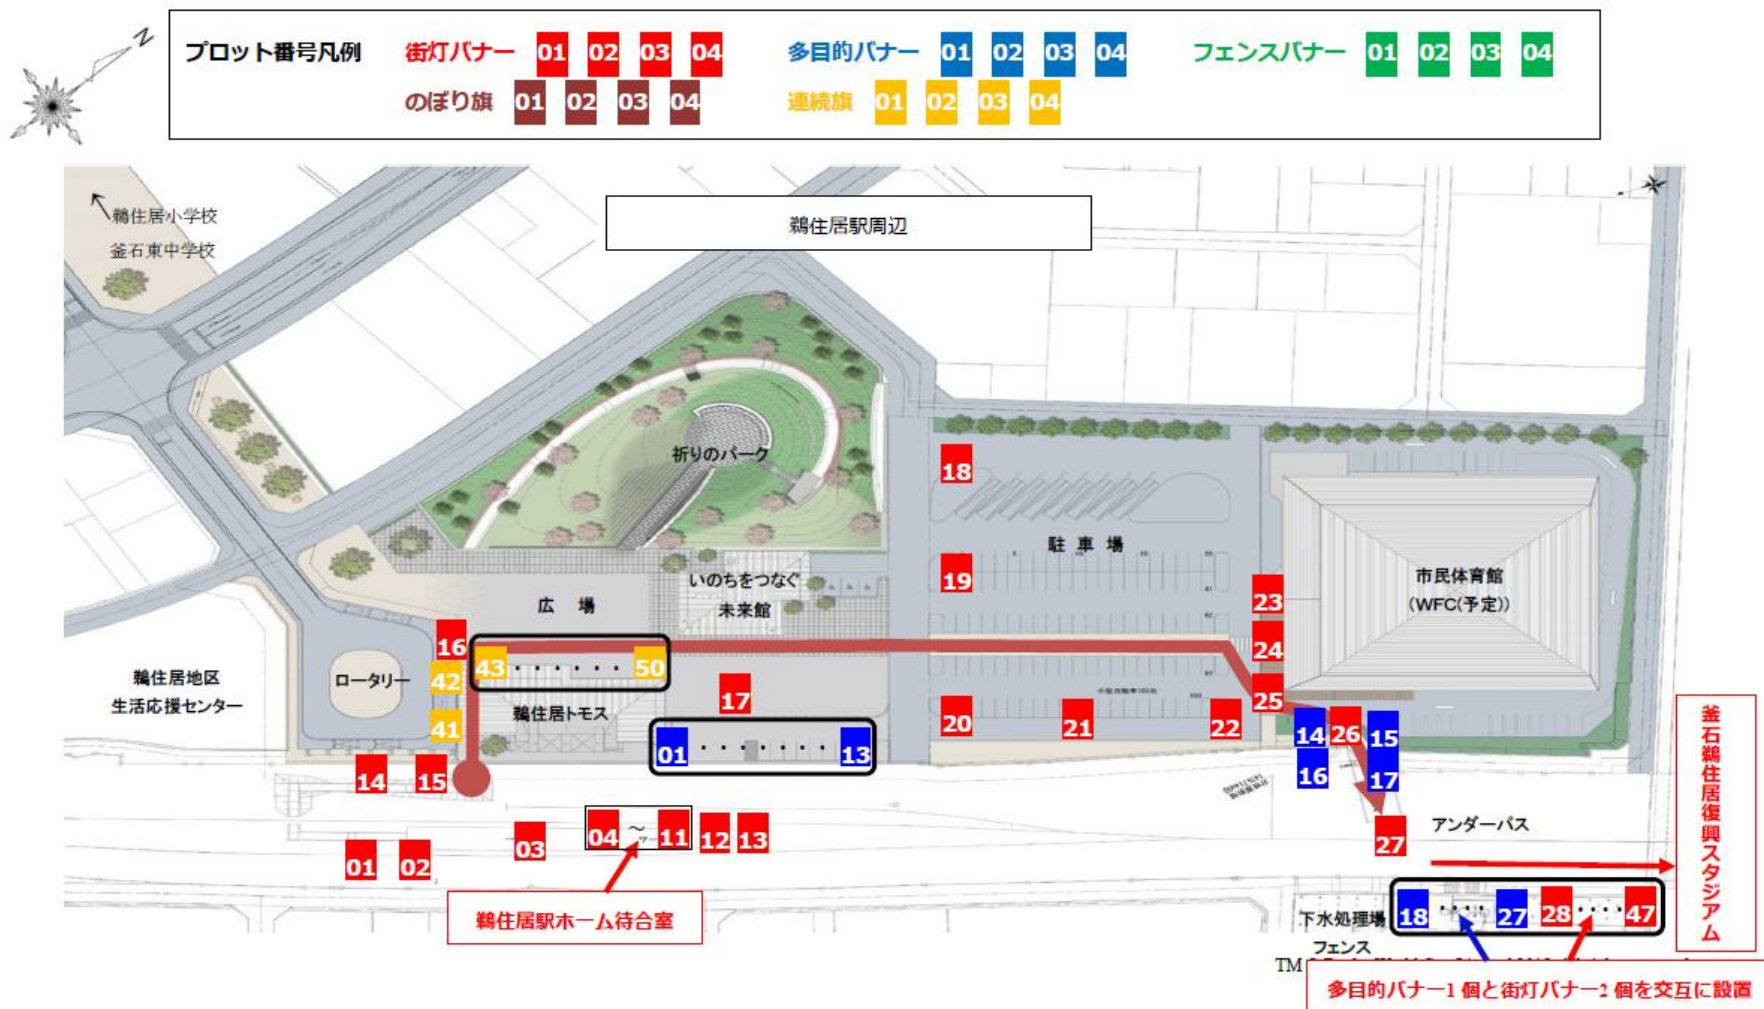 N
プロット番号凡例
街灯バナー 01 02 03 04
多目的バナー 01 02 03 04
フェンスバナー 01 02 03 04
のぼり旗 01 02 03 04
連続旗 01 02 03 04
鵜住居駅周辺
鵜住居小学校
釜石東中学校
祈りのパーク
18
駐車場
いのちをつなぐ
未来館
19
市民体育館
(WFC(予定))
23
広場
16
24
43
50
42
ロータリー
鵜住居地区
生活応援センター
鵜住居トモス
17
25
41
20
21
22
14
26
15
01
13
16
17
14
15
釜石鵜住居復興スタジアム
アンダーパス
27
01
02
03
04
～
11
12
13
鵜住居駅ホーム待合室
下水処理場
フェンス
18
27
28
47
TM
多目的バナー1個と街灯バナー2個を交互に設置